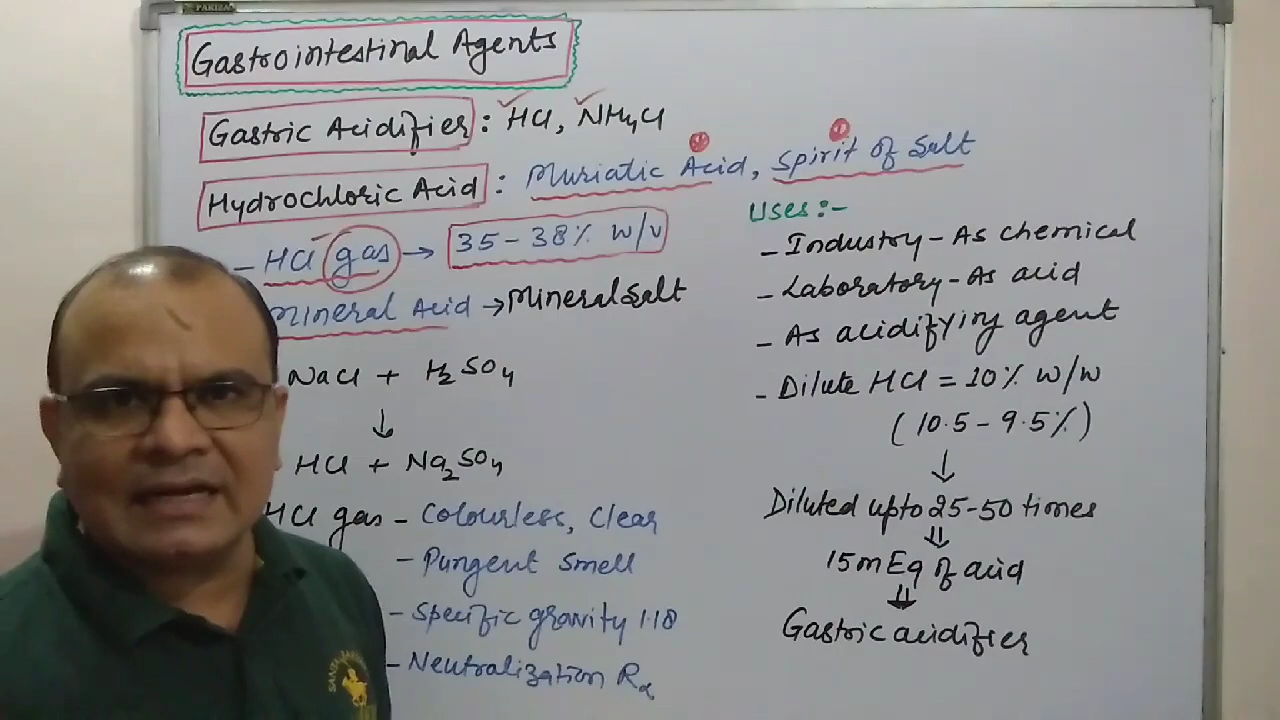 PARIZA
Gastrointestinal Agents
Gastric Acidifier : HCl, NH4Cl
Hydrochloric Acid : Muriatic Acid, Spirit of Salt
- HCl gas → 35-38% w/v
Mineral Acid → Mineral Salt
NaCl + H2SO4
↓
HCl + Na2SO4
HCl gas - Colourless, Clear
- Pungent Smell
- Specific gravity 1.18
- Neutralization Rx
Uses :-
- Industry - As chemical
- Laboratory - As acid
- As acidifying agent
- Dilute HCl = 10% w/w
(10.5 - 9.5%)
↓
Diluted upto 25-50 times
⇓
15mEq of acid
⇓
Gastric acidifier